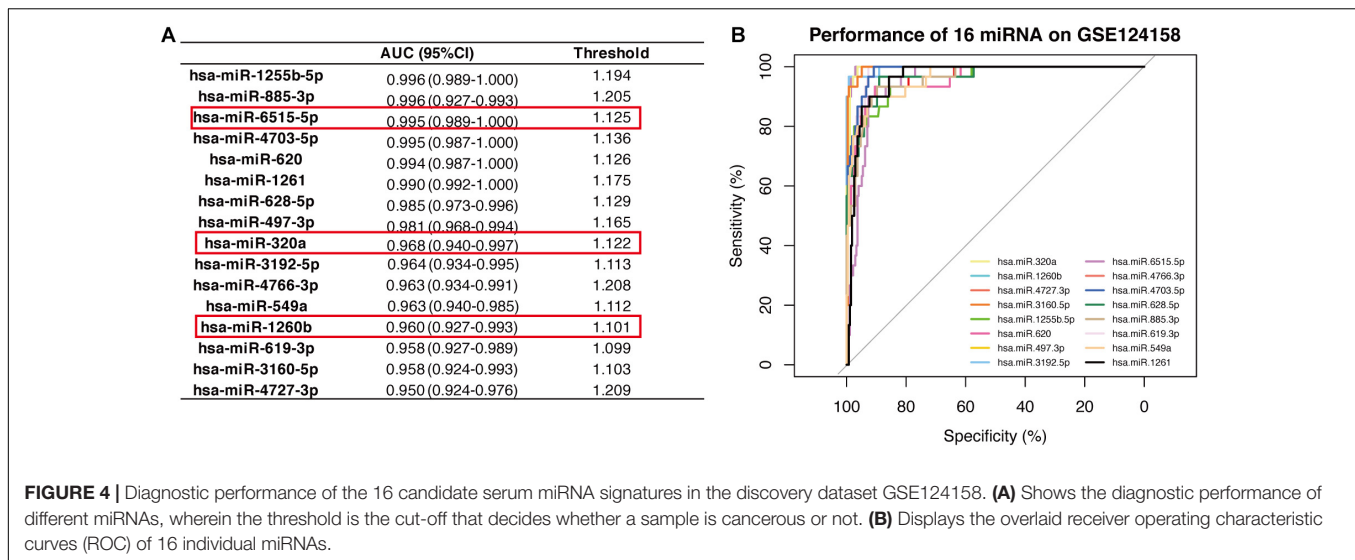 A
AUC (95%CI) Threshold
hsa-miR-1255b-5p 0.996 (0.989-1.000) 1.194
hsa-miR-885-3p 0.996 (0.927-0.993) 1.205
hsa-miR-6515-5p 0.995 (0.989-1.000) 1.125
hsa-miR-4703-5p 0.995 (0.987-1.000) 1.136
hsa-miR-620 0.994 (0.987-1.000) 1.126
hsa-miR-1261 0.990 (0.992-1.000) 1.175
hsa-miR-628-5p 0.985 (0.973-0.996) 1.129
hsa-miR-497-3p 0.981 (0.968-0.994) 1.165
hsa-miR-320a 0.968 (0.940-0.997) 1.122
hsa-miR-3192-5p 0.964 (0.934-0.995) 1.113
hsa-miR-4766-3p 0.963 (0.934-0.991) 1.208
hsa-miR-549a 0.963 (0.940-0.985) 1.112
hsa-miR-1260b 0.960 (0.927-0.993) 1.101
hsa-miR-619-3p 0.958 (0.927-0.989) 1.099
hsa-miR-3160-5p 0.958 (0.924-0.993) 1.103
hsa-miR-4727-3p 0.950 (0.924-0.976) 1.209
B
Performance of 16 miRNA on GSE124158
Sensitivity (%)
100
80
60
40
20
0
hsa.miR.320a hsa.miR.6515.5p
hsa.miR.1260b hsa.miR.4766.3p
hsa.miR.4727.3p hsa.miR.4703.5p
hsa.miR.3160.5p hsa.miR.628.5p
hsa.miR.1255b.5p hsa.miR.885.3p
hsa.miR.620 hsa.miR.619.3p
hsa.miR.497.3p hsa.miR.549a
hsa.miR.3192.5p hsa.miR.1261
100 80 60 40 20 0
Specificity (%)
FIGURE 4 | Diagnostic performance of the 16 candidate serum miRNA signatures in the discovery dataset GSE124158. (A) Shows the diagnostic performance of
different miRNAs, wherein the threshold is the cut-off that decides whether a sample is cancerous or not. (B) Displays the overlaid receiver operating characteristic
curves (ROC) of 16 individual miRNAs.